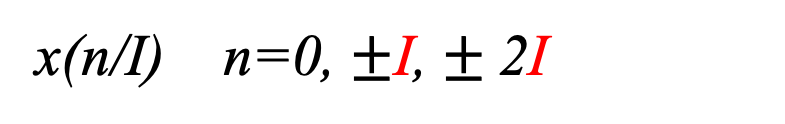 x(n/I) n=0, ±I, ± 2I